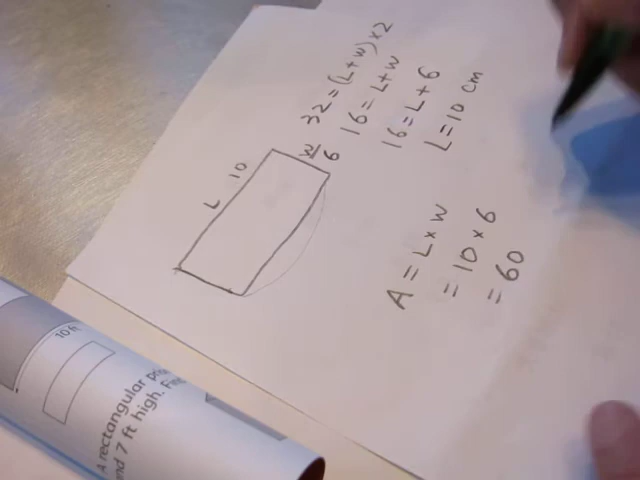 32 = (L+W) × 2
16 = L+W
16 = L+6
L = 10 cm
L 10
W 6
A = L × W
= 10 × 6
= 60
10 ft
A rectangular
nd 7 ft high.